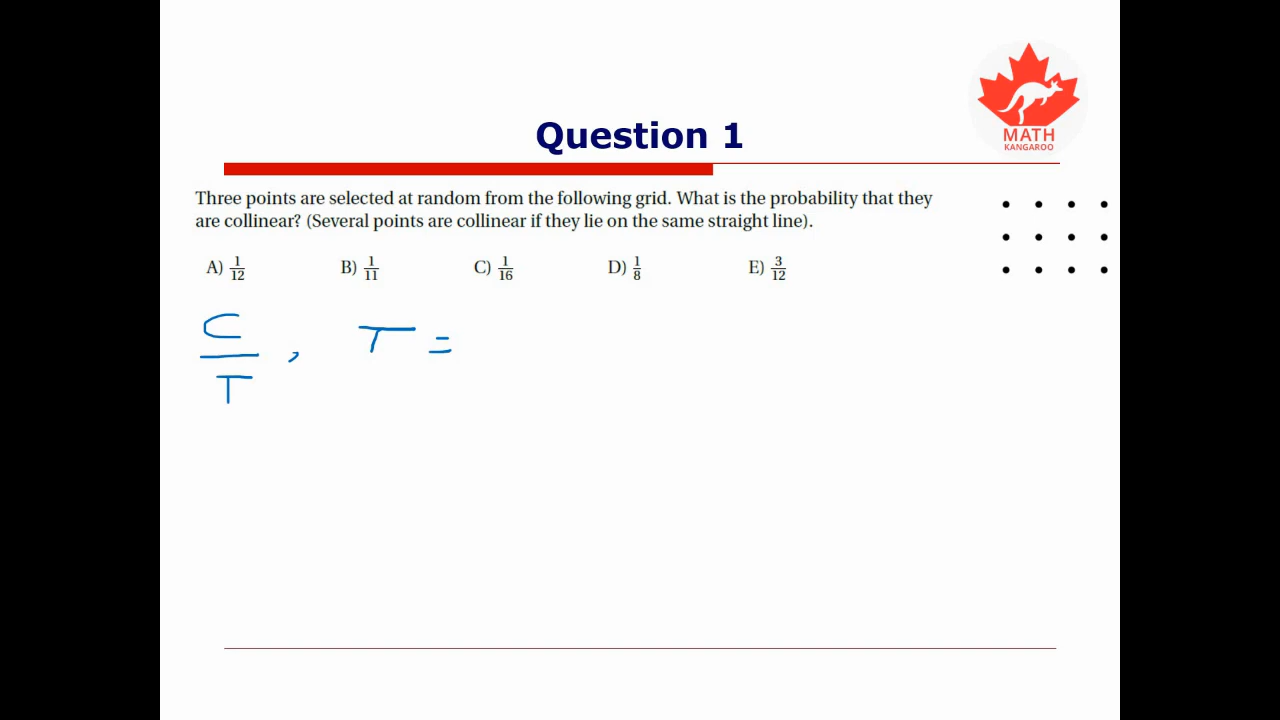 MATH
KANGAROO
Question 1
Three points are selected at random from the following grid. What is the probability that they
are collinear? (Several points are collinear if they lie on the same straight line).
A) 1/12 B) 1/11 C) 1/16 D) 1/8 E) 3/12
C/T , T =